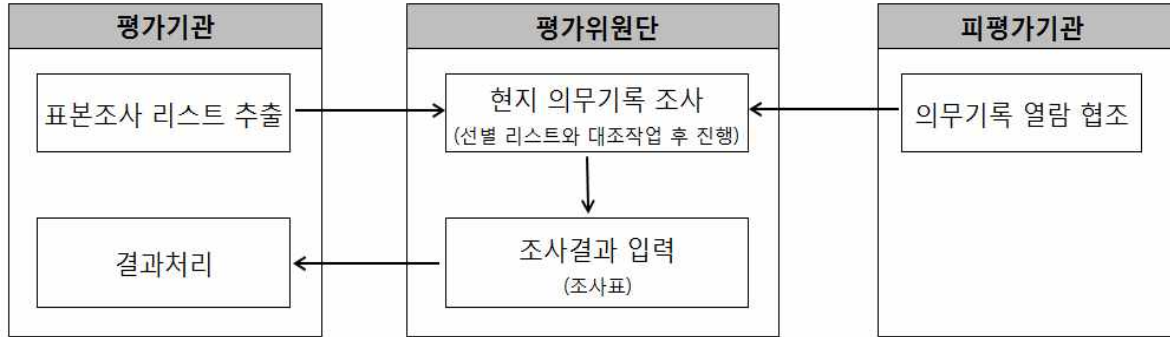 평가기관
평가위원단
피평가기관
표본조사 리스트 추출
현지 의무기록 조사
(선별 리스트와 대조작업 후 진행)
의무기록 열람 협조
결과처리
조사결과 입력
(조사표)